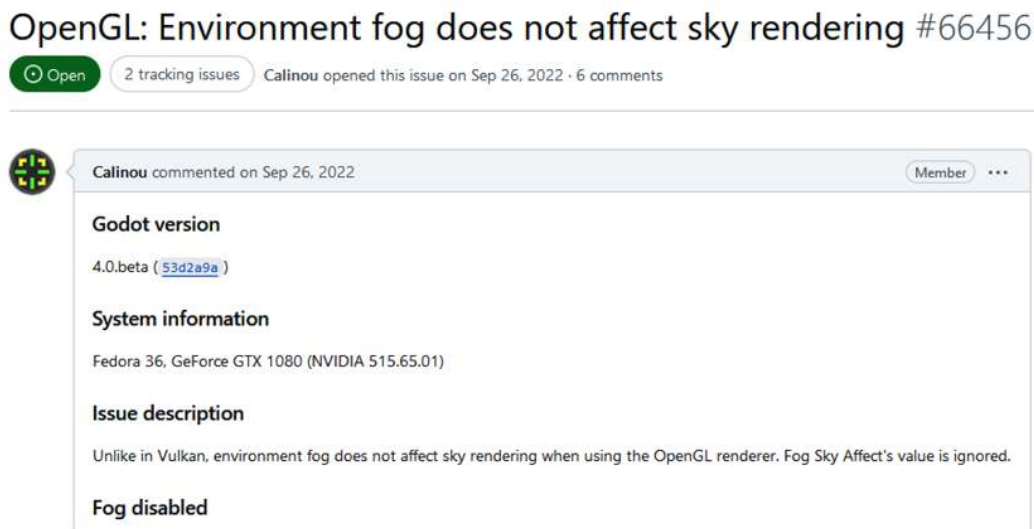 OpenGL: Environment fog does not affect sky rendering #66456
Open 2 tracking issues Calinou opened this issue on Sep 26, 2022 · 6 comments
Calinou commented on Sep 26, 2022 Member ···
Godot version
4.0.beta ( 53d2a9a )
System information
Fedora 36, GeForce GTX 1080 (NVIDIA 515.65.01)
Issue description
Unlike in Vulkan, environment fog does not affect sky rendering when using the OpenGL renderer. Fog Sky Affect's value is ignored.
Fog disabled